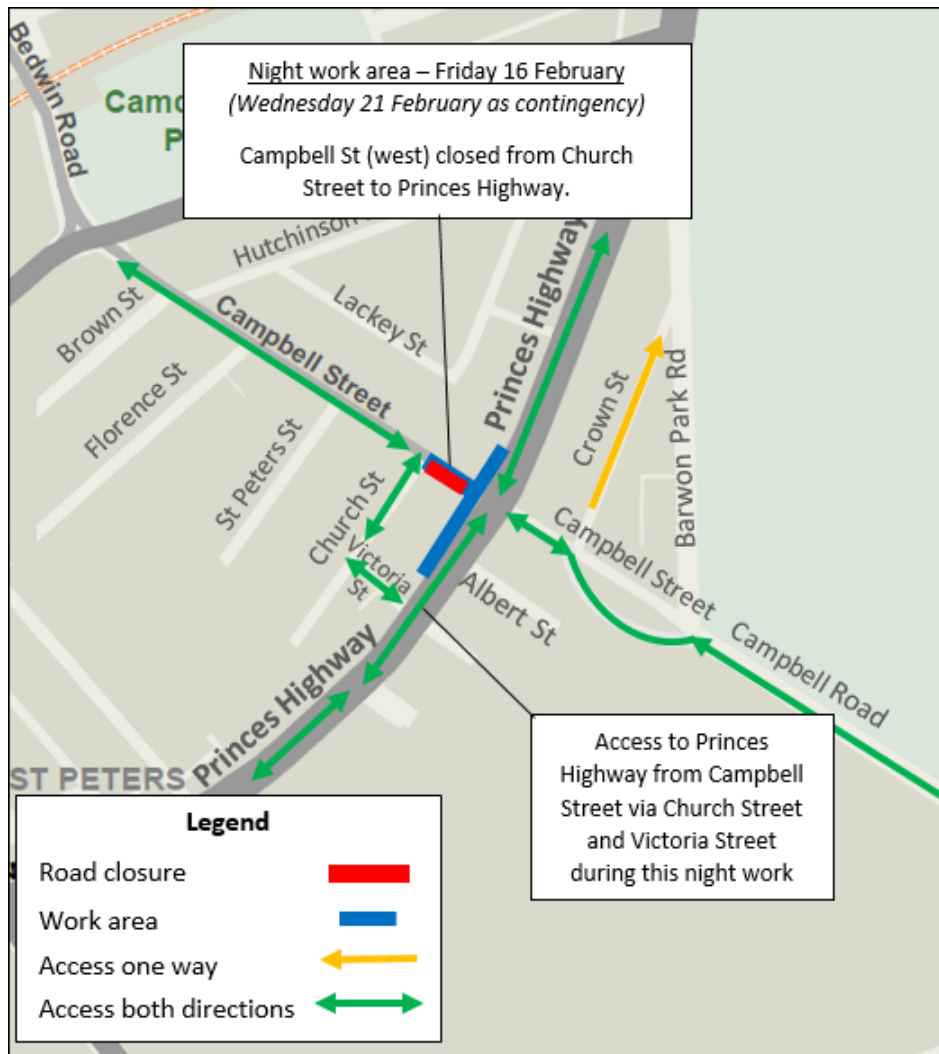 Bedwin Road
Night work area – Friday 16 February
(Wednesday 21 February as contingency)
Campbell St (west) closed from Church
Street to Princes Highway.
Hutchinson
Brown St
Lackey St
Campbell Street
Florence St
St Peters St
Church St
Victoria
St
Princes Highway
Crown St
Barwon Park Rd
Campbell Street
Albert St
Campbell Road
Princes Highway
ST PETERS
Access to Princes
Highway from Campbell
Street via Church Street
and Victoria Street
during this night work
Legend
Road closure
Work area
Access one way
Access both directions